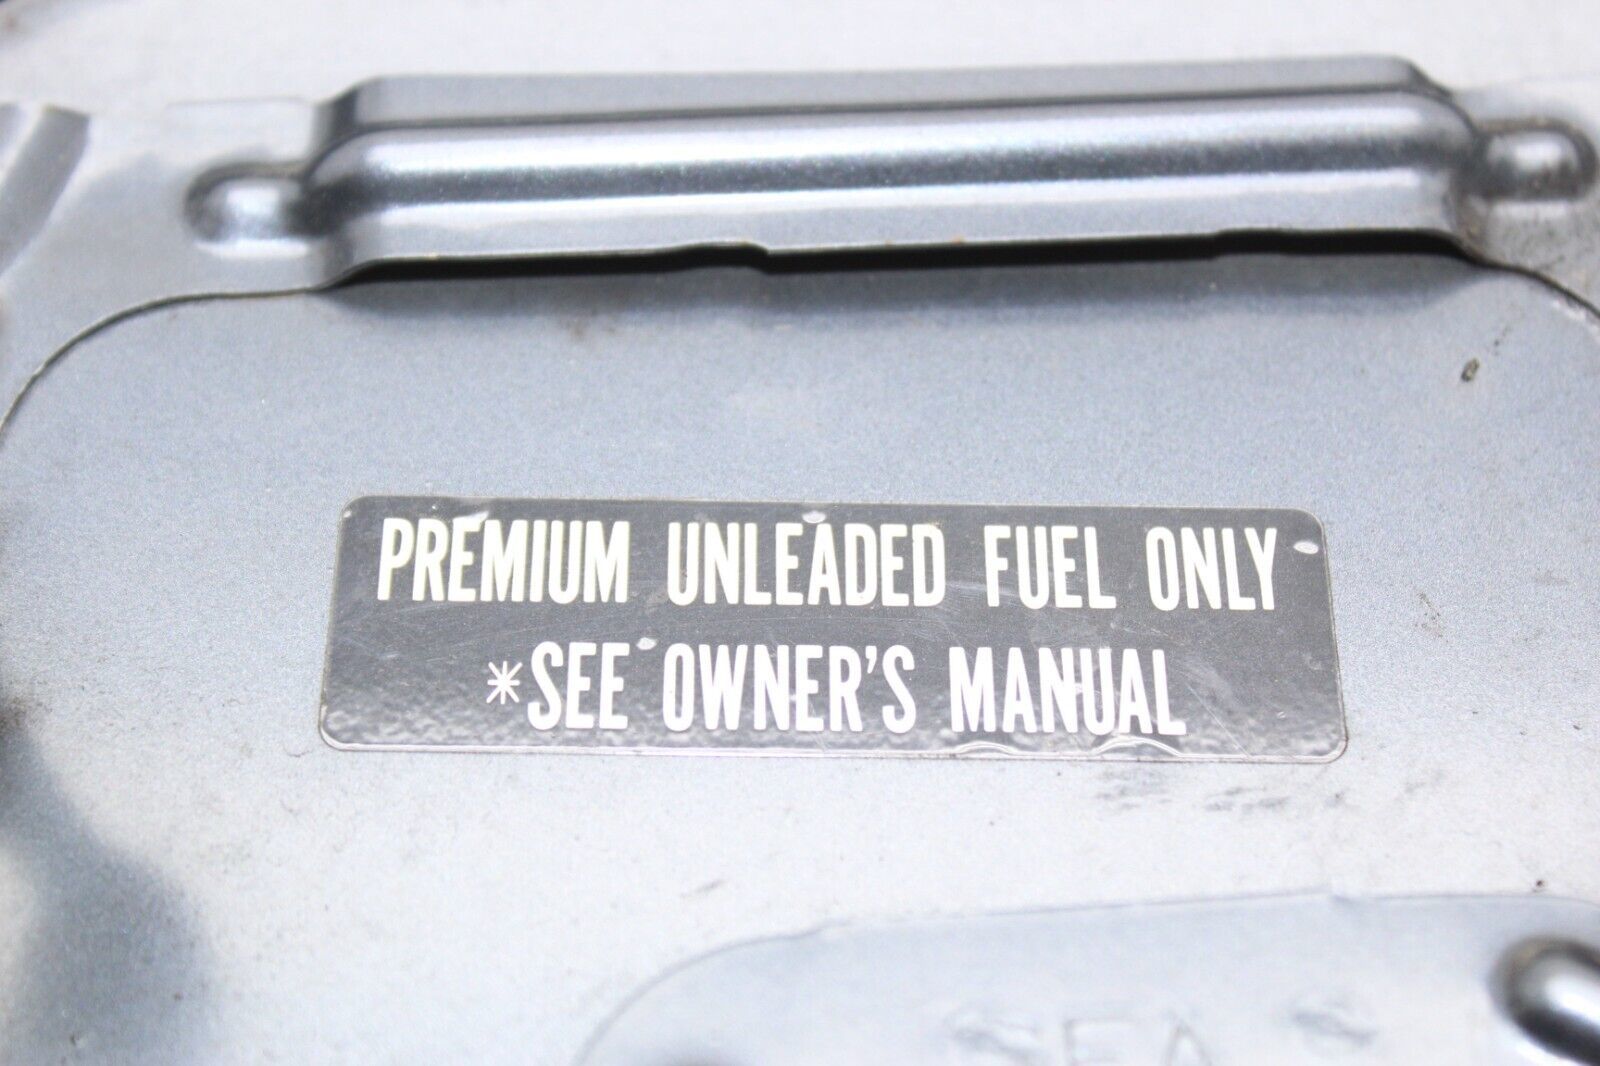 PREMIUM UNLEADED FUEL ONLY
*SEE OWNER'S MANUAL